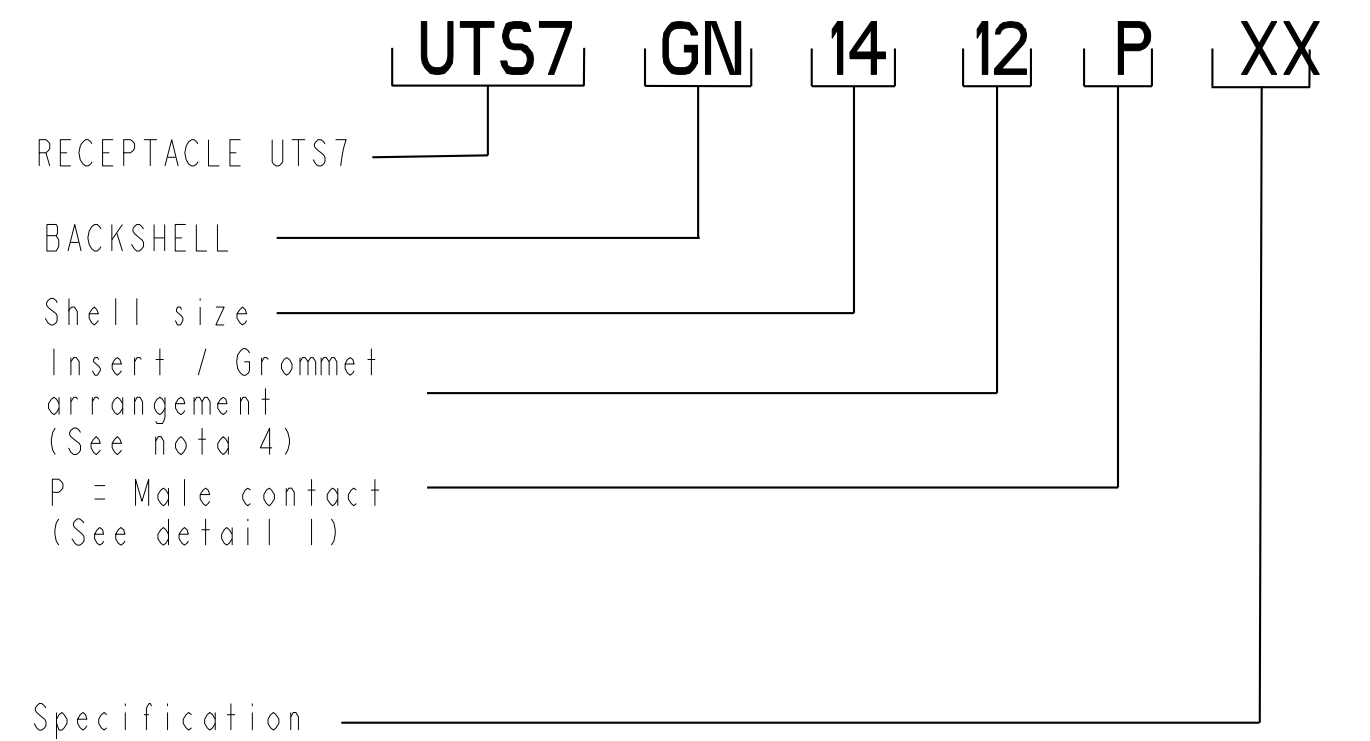 UTS7 GN 14 12 P XX
RECEPTACLE UTS7
BACKSHELL
Shell size
Insert / Grommet
arrangement
(See nota 4)
P = Male contact
(See detail 1)
Specification